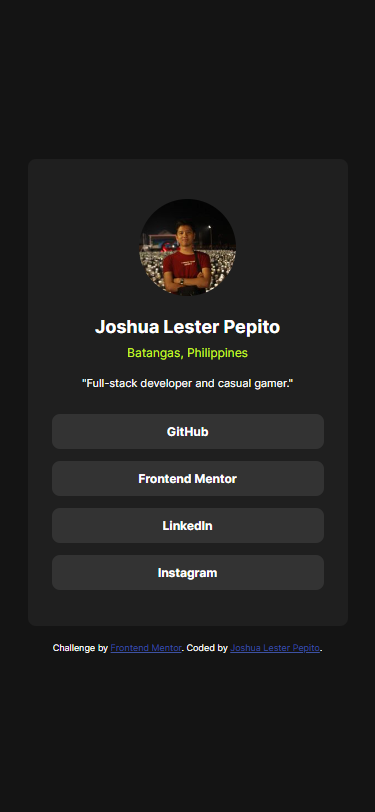 Joshua Lester Pepito
Batangas, Philippines
"Full-stack developer and casual gamer."
GitHub
Frontend Mentor
LinkedIn
Instagram
Challenge by Frontend Mentor. Coded by Joshua Lester Pepito.